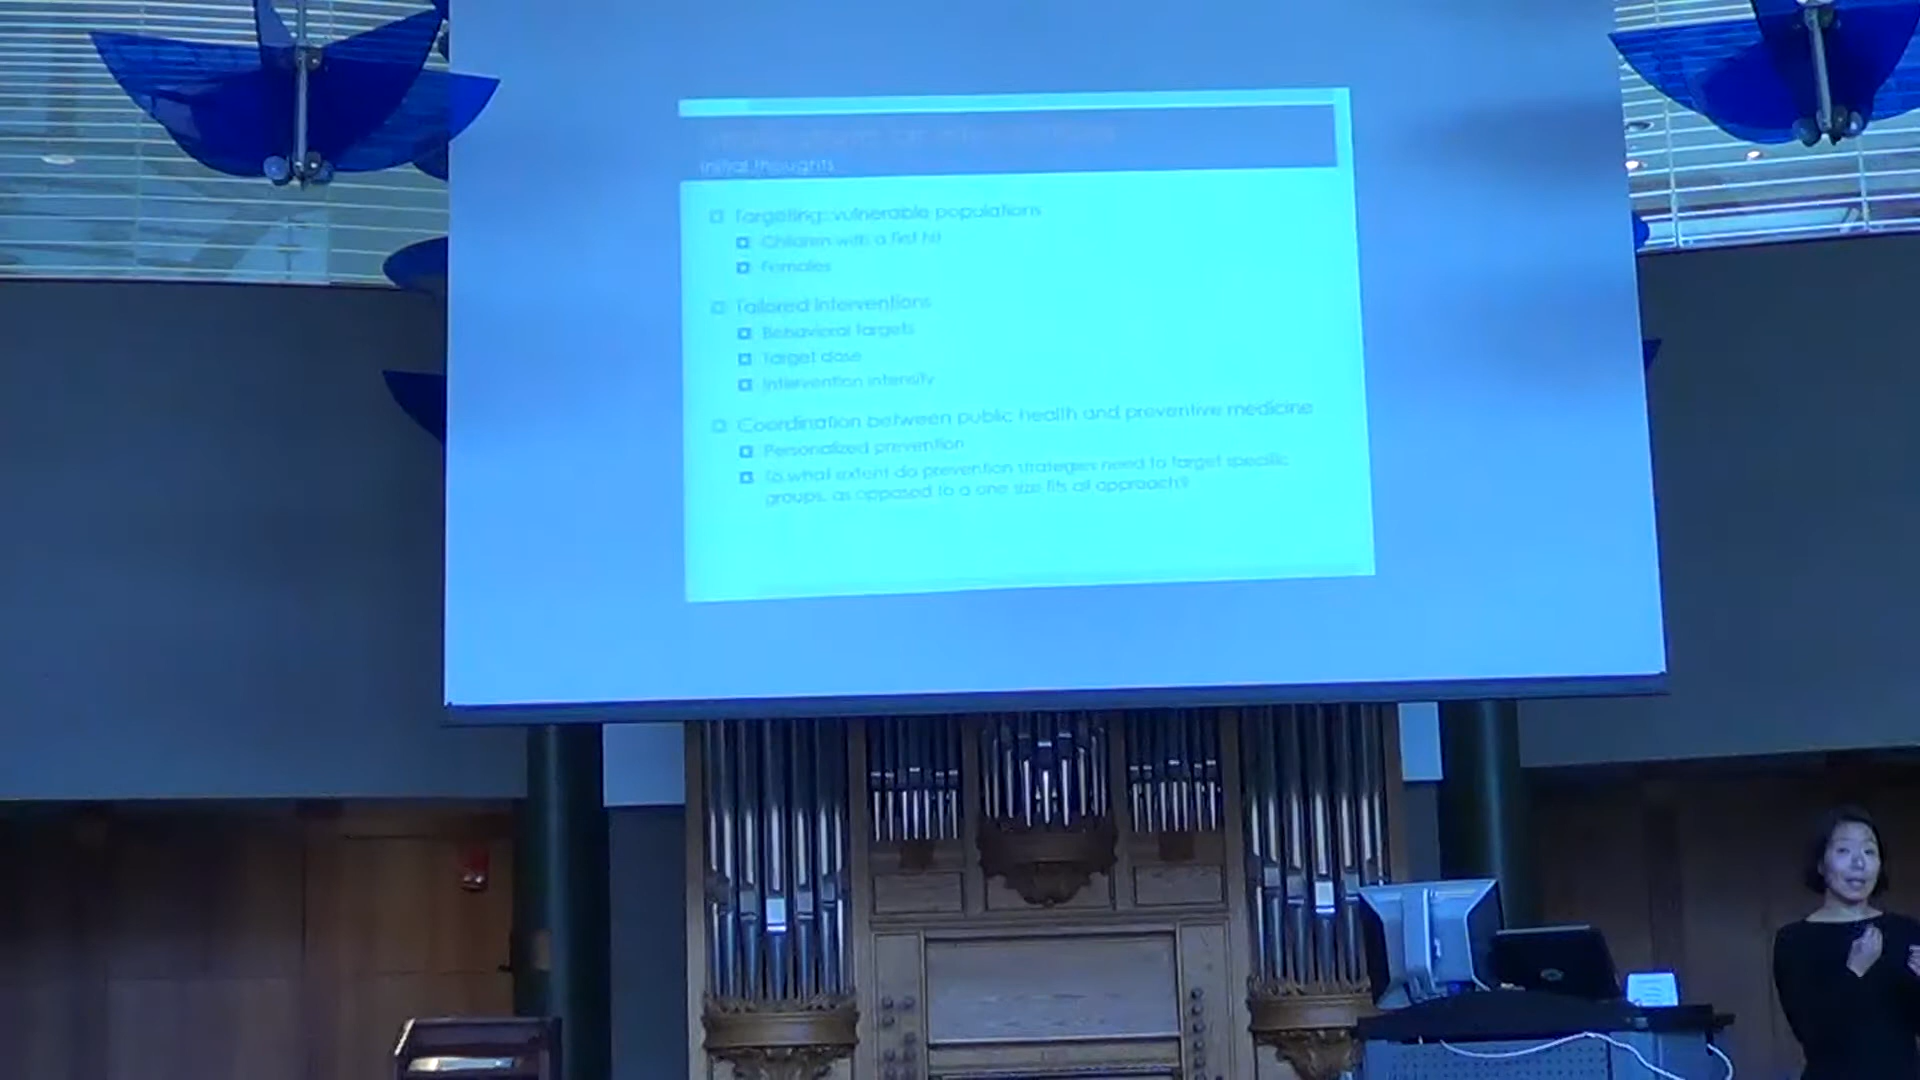 Initial thoughts
Targeting: vulnerable populations
Children with a first hit
Females
Tailored interventions
Behavioral targets
Target dose
Intervention intensity
Coordination between public health and preventive medicine
Personalized prevention
To what extent do prevention strategies need to target specific
groups, as opposed to a one size fits all approach?